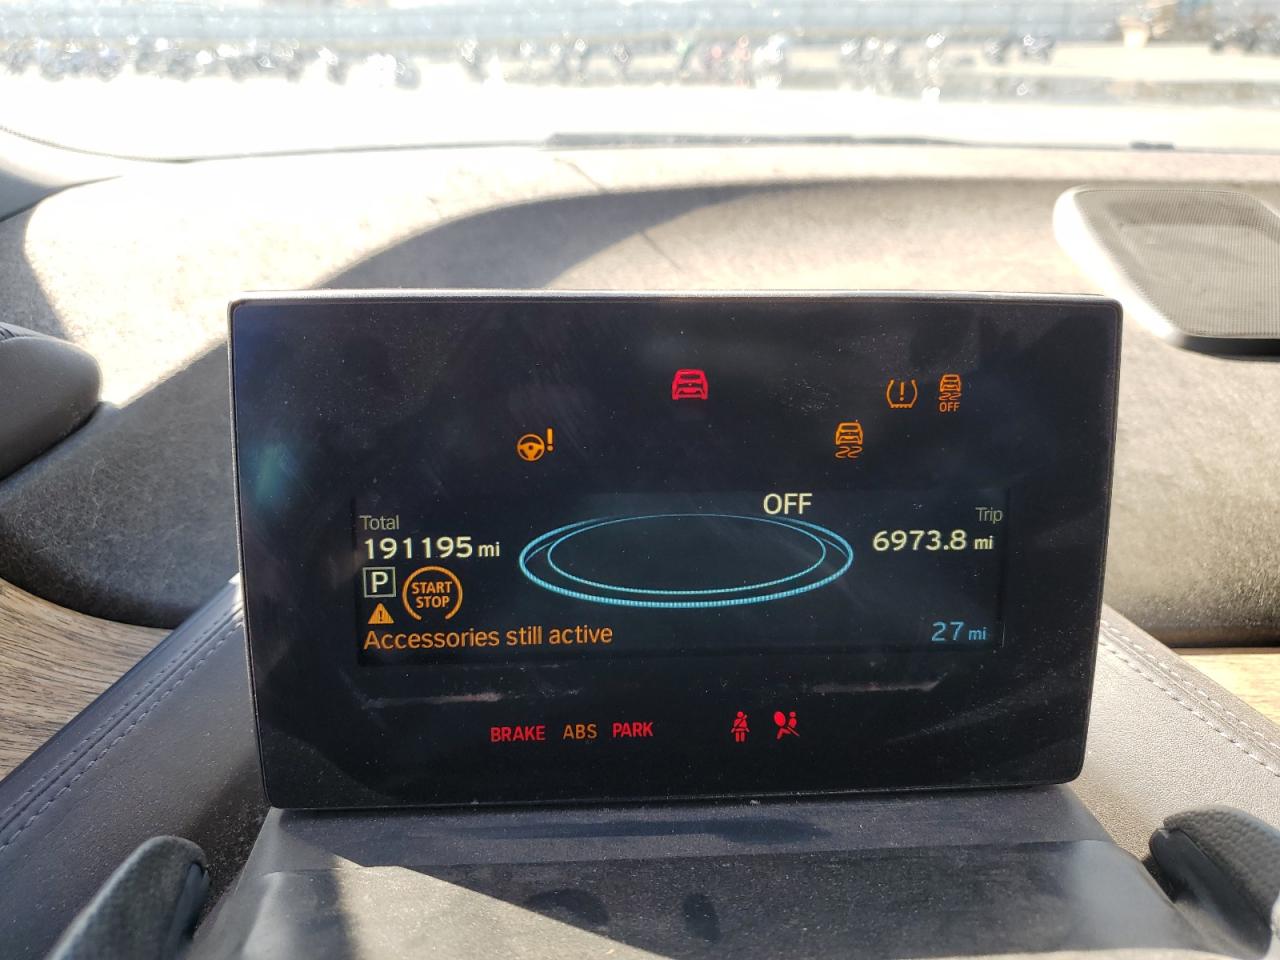 OFF
OFF
Total
Trip
191195 mi
6973.8 mi
P
START
STOP
Accessories still active
27 mi
BRAKE ABS PARK